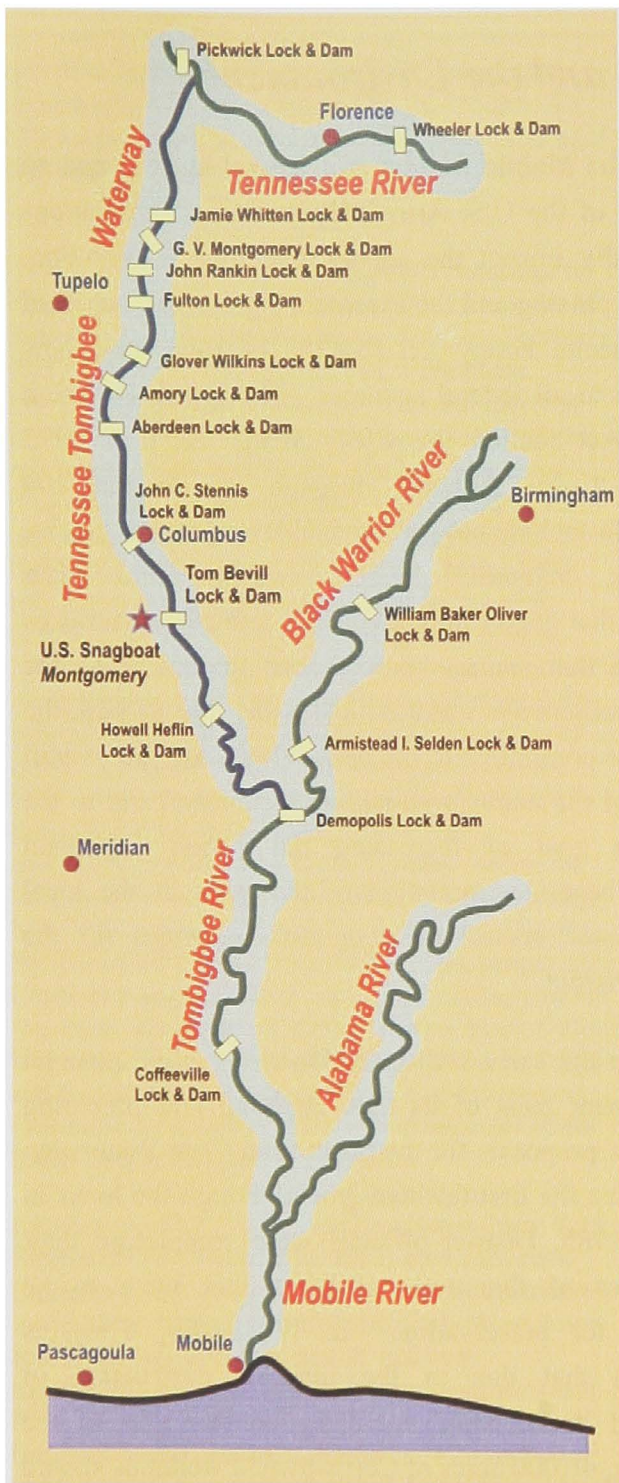 Pickwick Lock & Dam
Florence
Wheeler Lock & Dam
Tennessee River
Waterway
Jamie Whitten Lock & Dam
G. V. Montgomery Lock & Dam
John Rankin Lock & Dam
Tupelo
Fulton Lock & Dam
Glover Wilkins Lock & Dam
Amory Lock & Dam
Aberdeen Lock & Dam
Tennessee Tombigbee
John C. Stennis
Lock & Dam
Columbus
Black Warrior River
Birmingham
Tom Bevill
Lock & Dam
William Baker Oliver
Lock & Dam
U.S. Snagboat
Montgomery
Howell Heflin
Lock & Dam
Armistead I. Selden Lock & Dam
Demopolis Lock & Dam
Meridian
Tombigbee River
Alabama River
Coffeeville
Lock & Dam
Mobile River
Mobile
Pascagoula